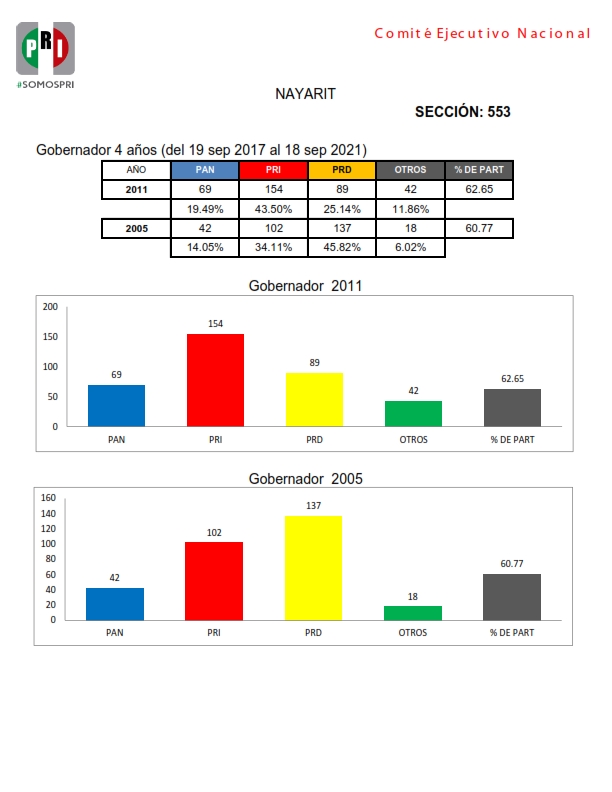 PRI
#SOMOSPRI
Comité Ejecutivo Nacional
NAYARIT
SECCIÓN: 553
Gobernador 4 años (del 19 sep 2017 al 18 sep 2021)
AÑO PAN PRI PRD OTROS % DE PART
2011 69 154 89 42 62.65
19.49% 43.50% 25.14% 11.86%
2005 42 102 137 18 60.77
14.05% 34.11% 45.82% 6.02%
Gobernador 2011
200
150
100
50
0
69
154
89
42
62.65
PAN PRI PRD OTROS % DE PART
Gobernador 2005
160
140
120
100
80
60
40
20
0
42
102
137
18
60.77
PAN PRI PRD OTROS % DE PART